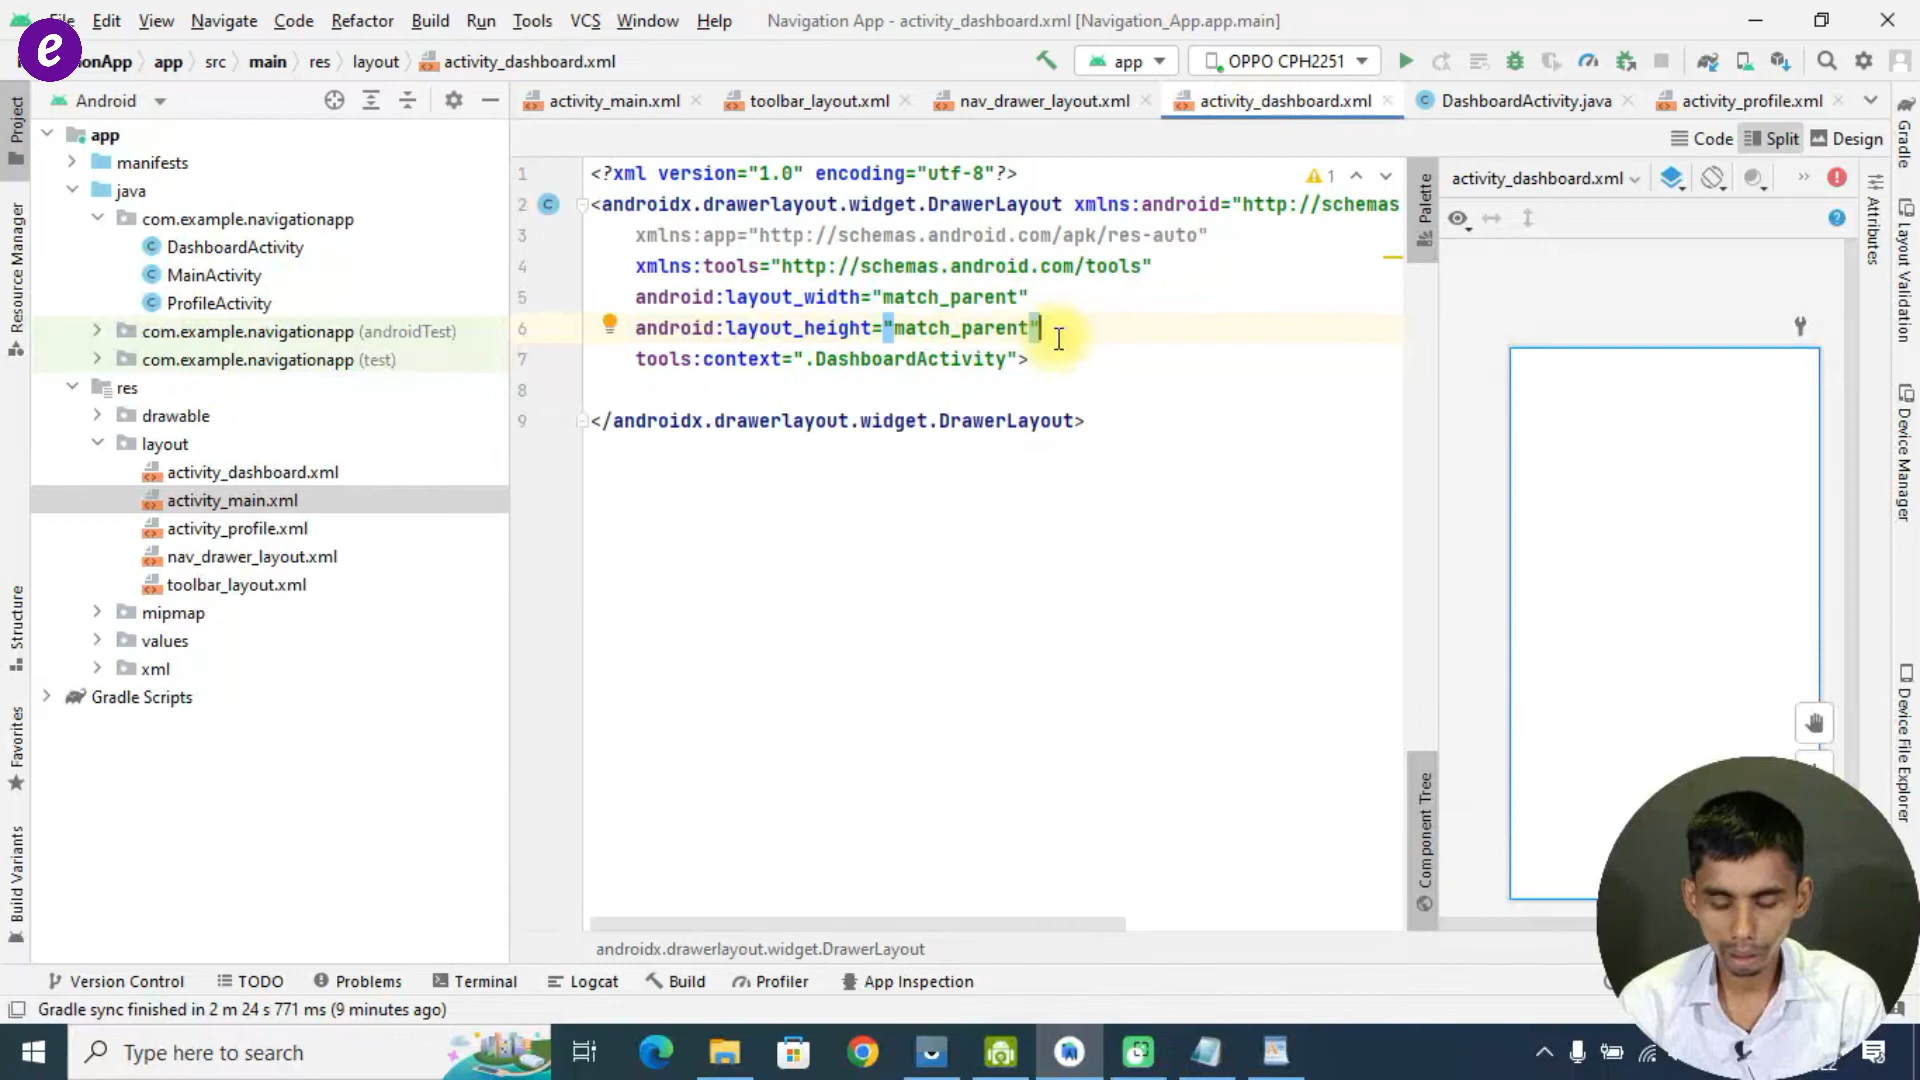 File Edit View Navigate Code Refactor Build Run Tools VCS Window Help Navigation App - activity_dashboard.xml [Navigation_App.app.main]
e
app src main res layout activity_dashboard.xml app OPPO CPH2251
Android activity_main.xml toolbar_layout.xml nav_drawer_layout.xml activity_dashboard.xml DashboardActivity.java activity_profile.xml
Code Split Design
Project
Resource Manager
Structure
Favorites
Build Variants
app
manifests
java
com.example.navigationapp
DashboardActivity
MainActivity
ProfileActivity
com.example.navigationapp (androidTest)
com.example.navigationapp (test)
res
drawable
layout
activity_dashboard.xml
activity_main.xml
activity_profile.xml
nav_drawer_layout.xml
toolbar_layout.xml
mipmap
values
xml
Gradle Scripts
1 <?xml version="1.0" encoding="utf-8"?>
2 <androidx.drawerlayout.widget.DrawerLayout xmlns:android="http://schemas
3 xmlns:app="http://schemas.android.com/apk/res-auto"
4 xmlns:tools="http://schemas.android.com/tools"
5 android:layout_width="match_parent"
6 android:layout_height="match_parent"
7 tools:context=".DashboardActivity">
8
9 </androidx.drawerlayout.widget.DrawerLayout>
1
androidx.drawerlayout.widget.DrawerLayout
Palette
Component Tree
activity_dashboard.xml
Attributes
Gradle
Layout Validation
Device Manager
Device File Explorer
Version Control TODO Problems Terminal Logcat Build Profiler App Inspection
Gradle sync finished in 2 m 24 s 771 ms (9 minutes ago)
Type here to search